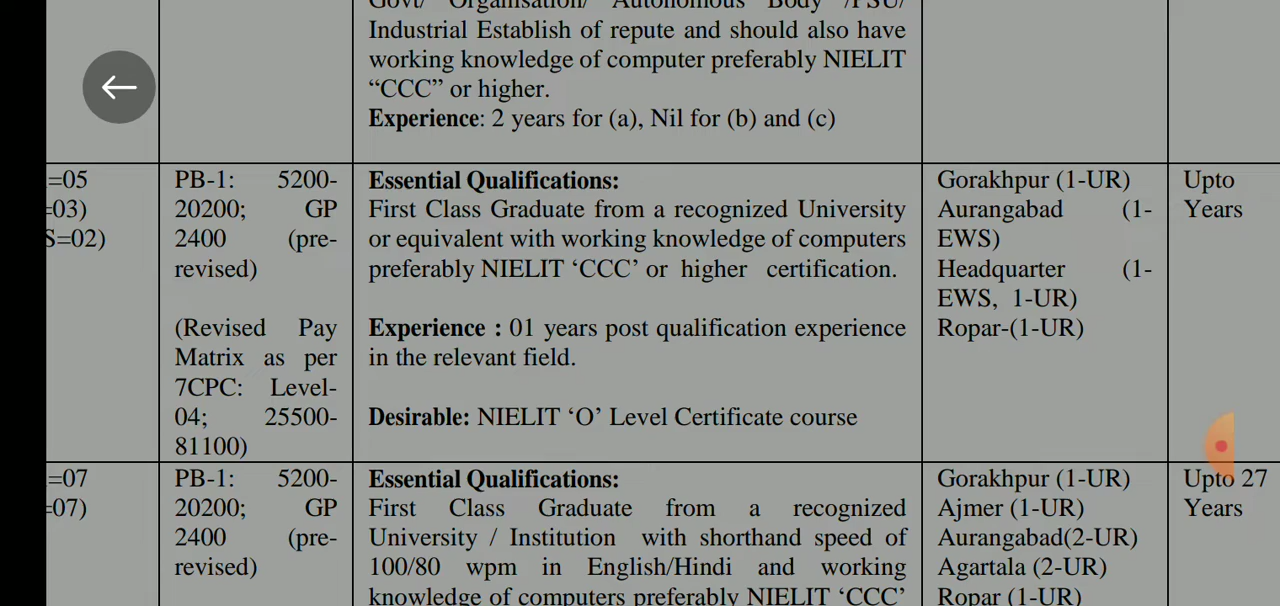 Govt/ Organisation/ Autonomous Body /PSU/
Industrial Establish of repute and should also have
working knowledge of computer preferably NIELIT
“CCC” or higher.
Experience: 2 years for (a), Nil for (b) and (c)
=05
=03)
S=02)
PB-1: 5200-
20200; GP
2400 (pre-
revised)
(Revised Pay
Matrix as per
7CPC: Level-
04; 25500-
81100)
Essential Qualifications:
First Class Graduate from a recognized University
or equivalent with working knowledge of computers
preferably NIELIT ‘CCC’ or higher certification.
Experience : 01 years post qualification experience
in the relevant field.
Desirable: NIELIT ‘O’ Level Certificate course
Gorakhpur (1-UR)
Aurangabad (1-
EWS)
Headquarter (1-
EWS, 1-UR)
Ropar-(1-UR)
Upto
Years
=07
=07)
PB-1: 5200-
20200; GP
2400 (pre-
revised)
Essential Qualifications:
First Class Graduate from a recognized
University / Institution with shorthand speed of
100/80 wpm in English/Hindi and working
knowledge of computers preferably NIELIT ‘CCC’
Gorakhpur (1-UR)
Ajmer (1-UR)
Aurangabad(2-UR)
Agartala (2-UR)
Ropar (1-UR)
Upto 27
Years